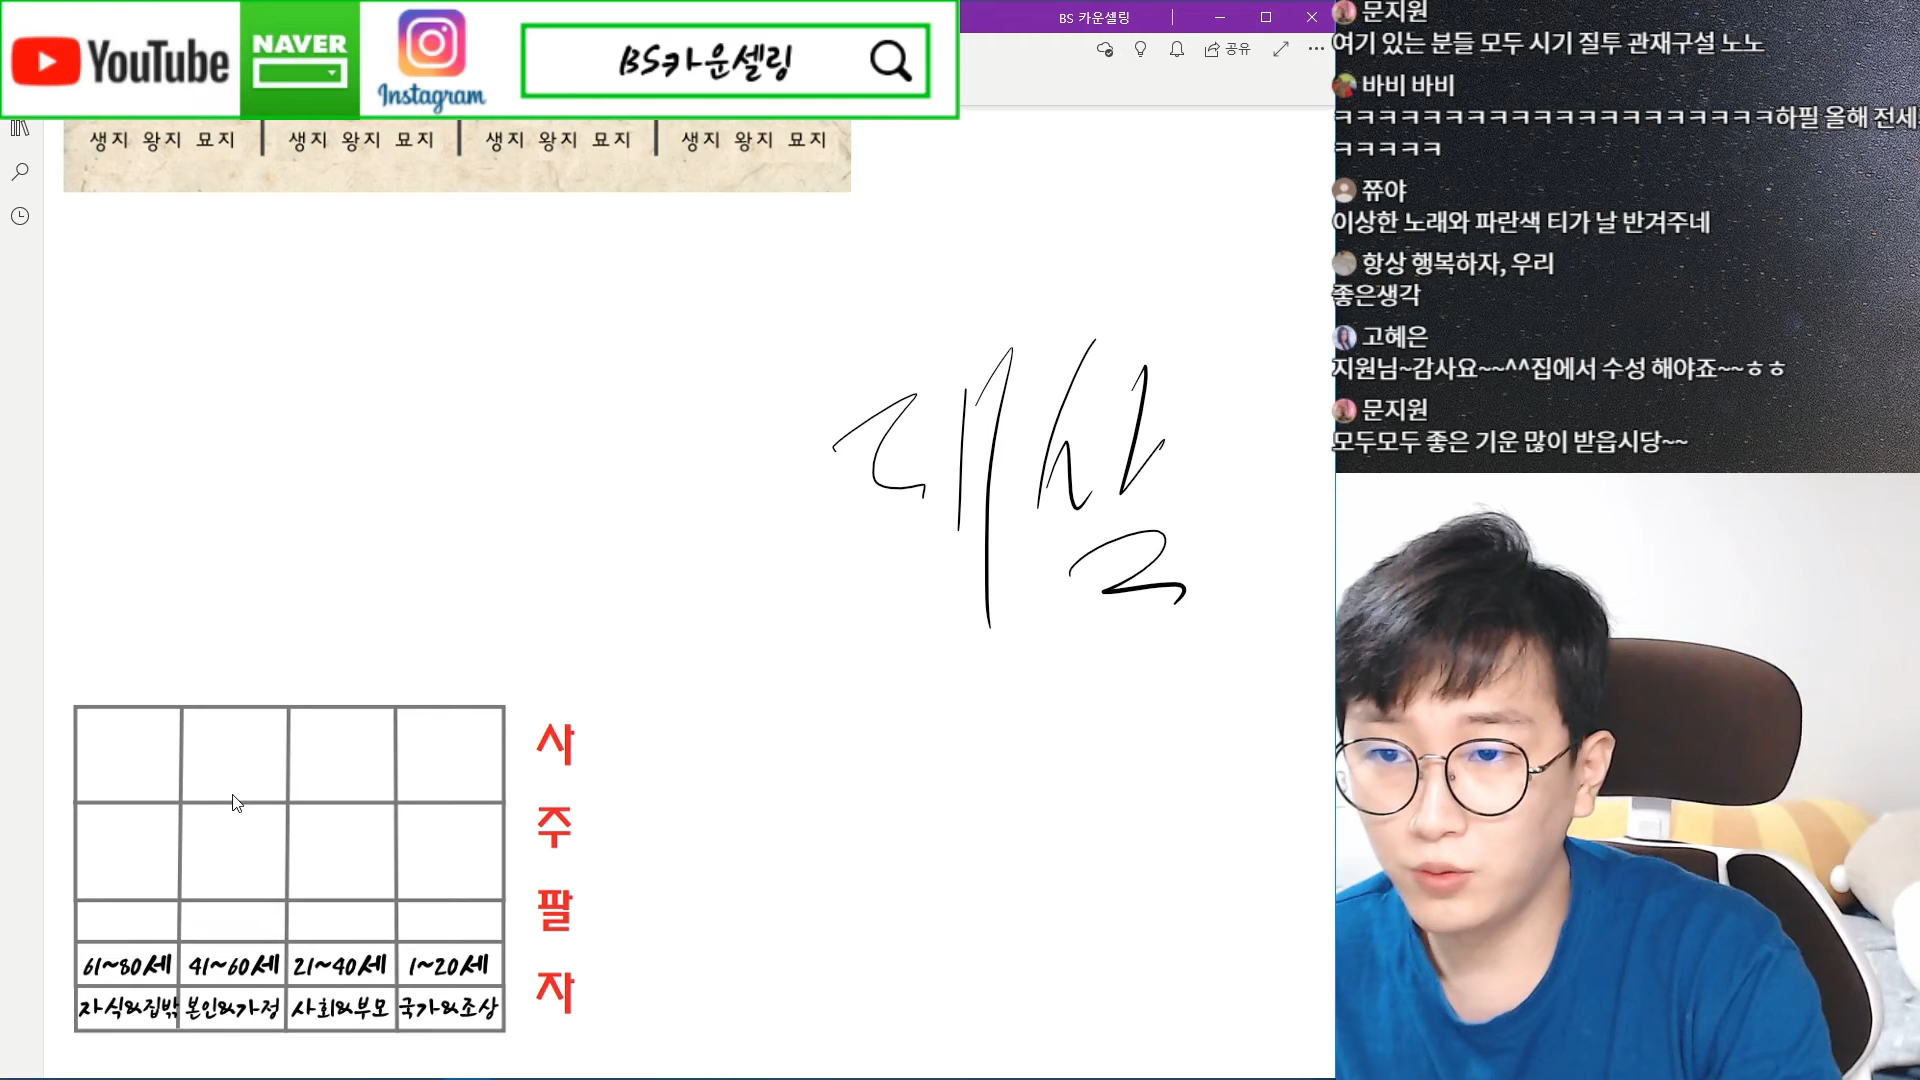 YouTube
NAVER
Instagram
BS카운셀링
BS 카운셀링
공유
생지 왕지 묘지
생지 왕지 묘지
생지 왕지 묘지
생지 왕지 묘지
문지원
여기 있는 분들 모두 시기 질투 관재구설 노노
바비 바비
ㅋㅋㅋㅋㅋㅋㅋㅋㅋㅋㅋㅋㅋㅋㅋㅋㅋㅋㅋㅋ하필 올해 전세
ㅋㅋㅋㅋㅋ
쮸야
이상한 노래와 파란색 티가 날 반겨주네
항상 행복하자, 우리
좋은생각
고혜은
지원님~감사요~~^^집에서 수성 해야죠~~ㅎㅎ
문지원
모두모두 좋은 기운 많이 받읍시당~~
사
주
팔
자
61~80세 41~60세 21~40세 1~20세
자식&집밖 본인&가정 사회&부모 국가&조상